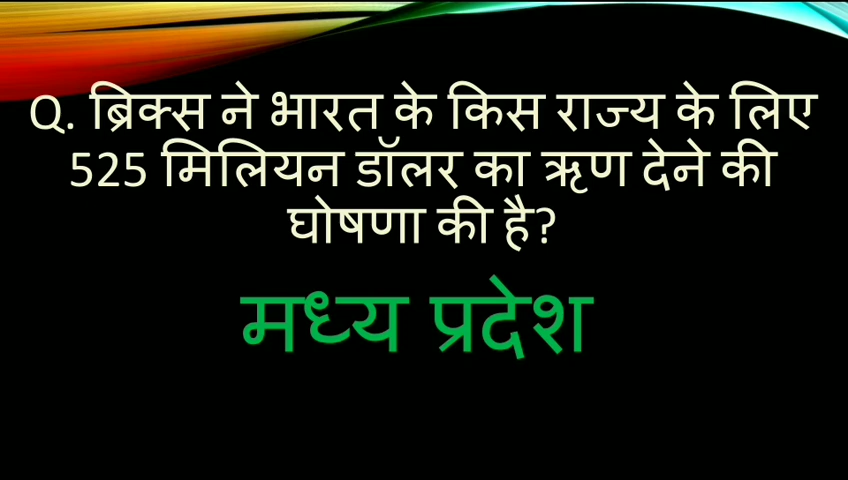 Q. ब्रिक्स ने भारत के किस राज्य के लिए
525 मिलियन डॉलर का ऋण देने की
घोषणा की है?
मध्य प्रदेश